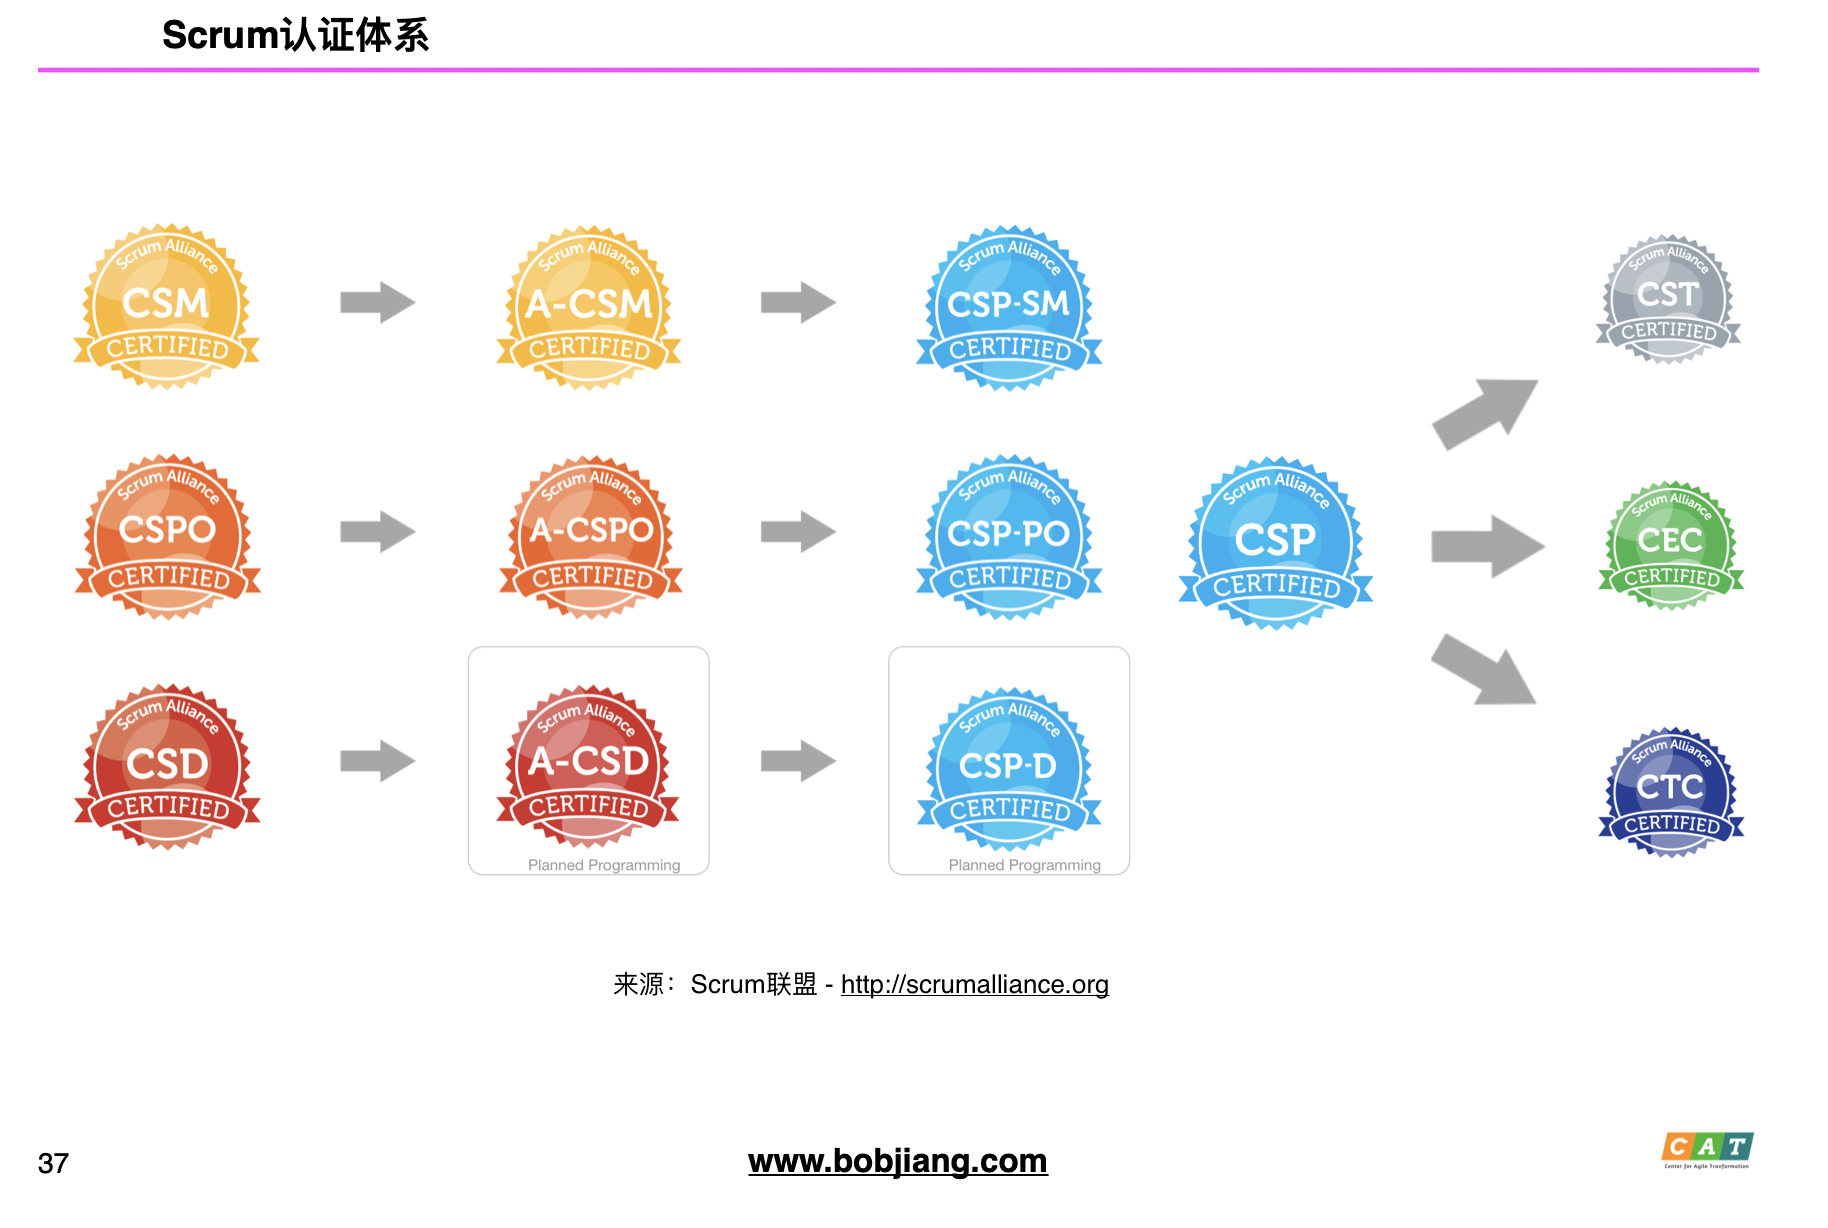 Scrum认证体系
Scrum Alliance
CSM
CERTIFIED
Scrum Alliance
A-CSM
CERTIFIED
Scrum Alliance
CSP-SM
CERTIFIED
Scrum Alliance
CST
CERTIFIED
Scrum Alliance
CSPO
CERTIFIED
Scrum Alliance
A-CSPO
CERTIFIED
Scrum Alliance
CSP-PO
CERTIFIED
Scrum Alliance
CSP
CERTIFIED
Scrum Alliance
CEC
CERTIFIED
Scrum Alliance
CSD
CERTIFIED
Scrum Alliance
A-CSD
CERTIFIED
Planned Programming
Scrum Alliance
CSP-D
CERTIFIED
Planned Programming
Scrum Alliance
CTC
CERTIFIED
来源：Scrum联盟 - http://scrumalliance.org
37
www.bobjiang.com
CAT
Center for Agile Tranformation